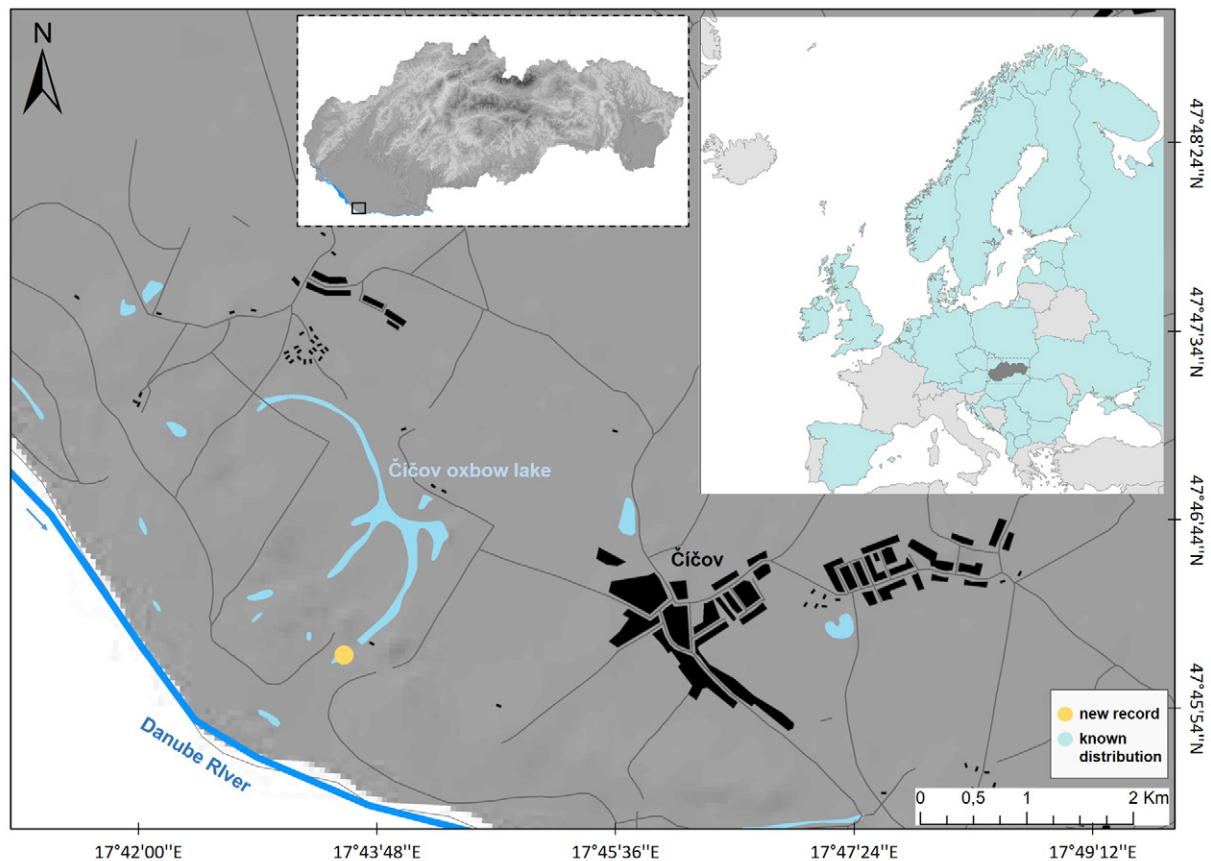 N
47°48'24"N
47°47'34"N
Číčov oxbow lake
47°46'44"N
Číčov
47°45'54"N
new record
known
distribution
Danube RIver
0 0,5 1 2 Km
17°42'00"E 17°43'48"E 17°45'36"E 17°47'24"E 17°49'12"E